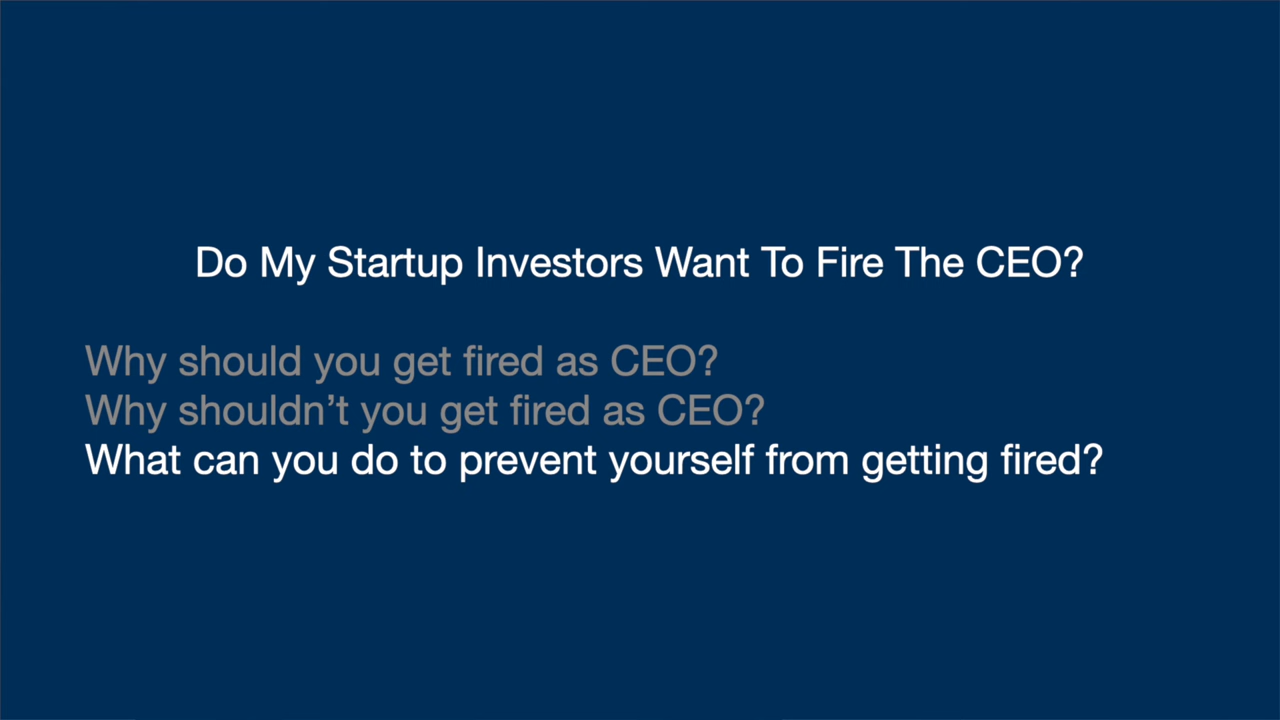 Do My Startup Investors Want To Fire The CEO?
Why should you get fired as CEO?
Why shouldn’t you get fired as CEO?
What can you do to prevent yourself from getting fired?